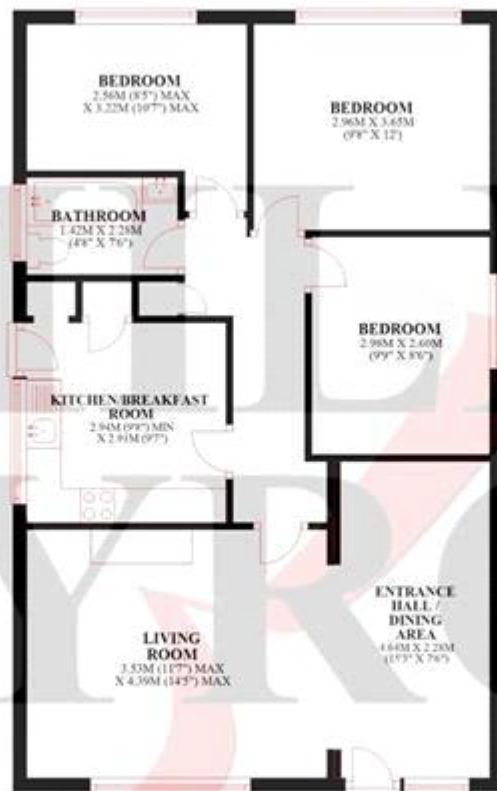 BEDROOM
2.56M (8'5") MAX
X 3.22M (10'7") MAX
BEDROOM
2.96M X 3.65M
(9'8" X 12')
BATHROOM
1.42M X 2.28M
(4'8" X 7'6")
BEDROOM
2.98M X 2.60M
(9'9" X 8'6")
KITCHEN/BREAKFAST
ROOM
2.94M (9'8") MIN
X 2.91M (9'7")
ENTRANCE
HALL /
DINING
AREA
4.64M X 2.28M
(15'3" X 7'6")
LIVING
ROOM
3.53M (11'7") MAX
X 4.39M (14'5") MAX